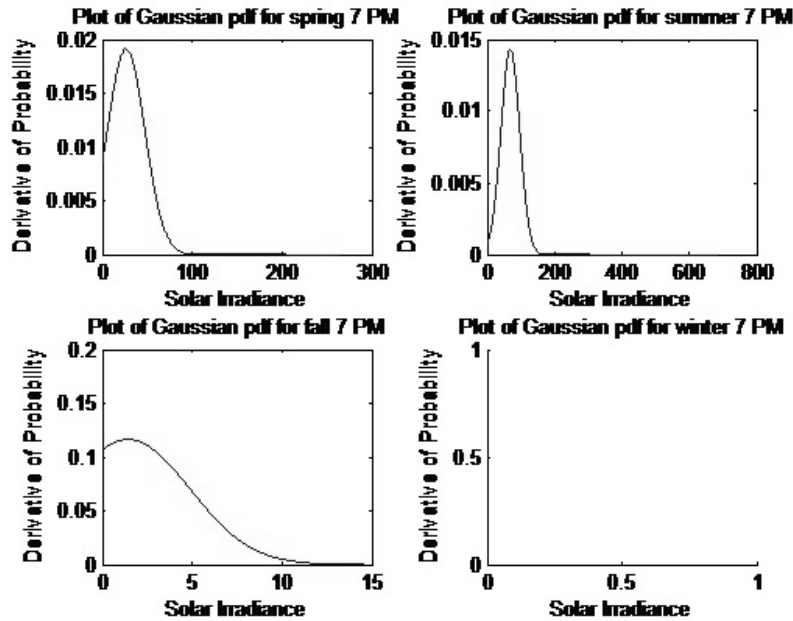 Plot of Gaussian pdf for spring 7 PM
Derivative of Probability
0.02
0.015
0.01
0.005
0
0 100 200 300
Solar Irradiance
Plot of Gaussian pdf for summer 7 PM
Derivative of Probability
0.015
0.01
0.005
0
0 200 400 600 800
Solar Irradiance
Plot of Gaussian pdf for fall 7 PM
Derivative of Probability
0.2
0.15
0.1
0.05
0
0 5 10 15
Solar Irradiance
Plot of Gaussian pdf for winter 7 PM
Derivative of Probability
1
0.5
0
0 0.5 1
Solar Irradiance